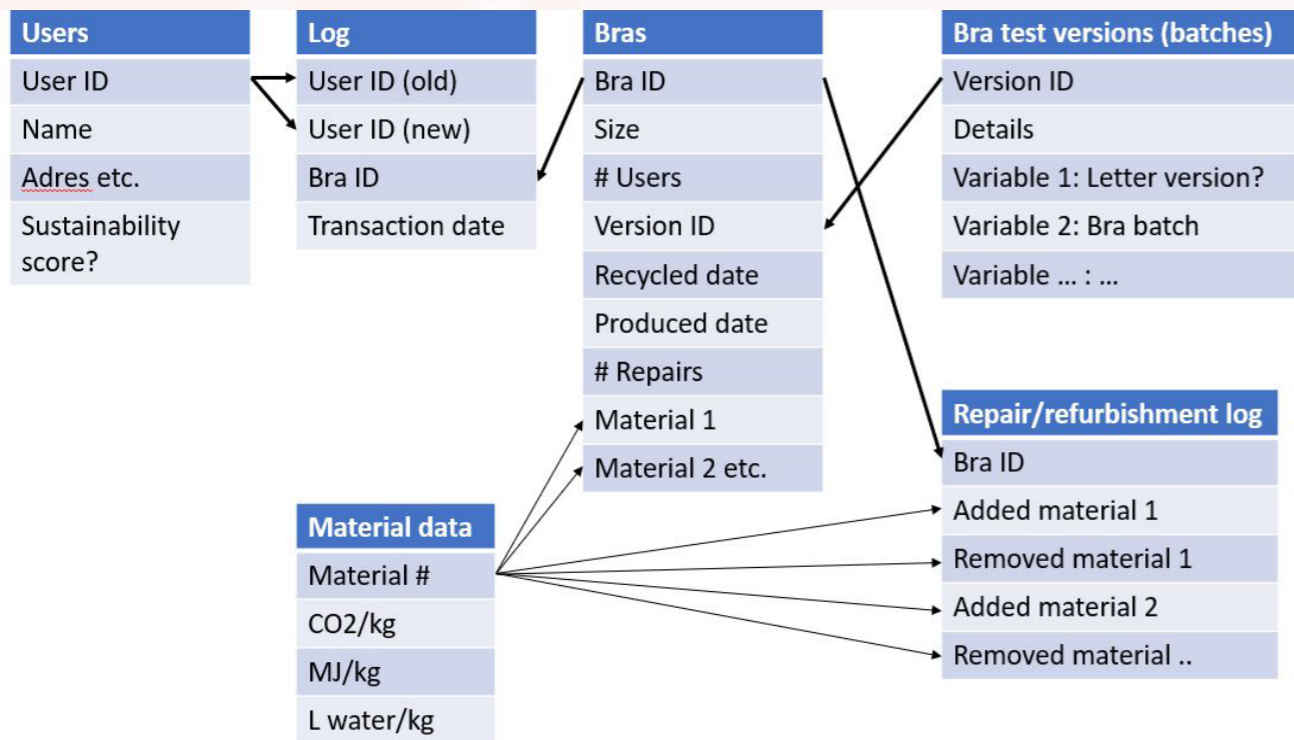 Users
User ID
Name
Adres etc.
Sustainability
score?
Log
User ID (old)
User ID (new)
Bra ID
Transaction date
Bras
Bra ID
Size
# Users
Version ID
Recycled date
Produced date
# Repairs
Material 1
Material 2 etc.
Bra test versions (batches)
Version ID
Details
Variable 1: Letter version?
Variable 2: Bra batch
Variable ... : ...
Material data
Material #
CO2/kg
MJ/kg
L water/kg
Repair/refurbishment log
Bra ID
Added material 1
Removed material 1
Added material 2
Removed material ..